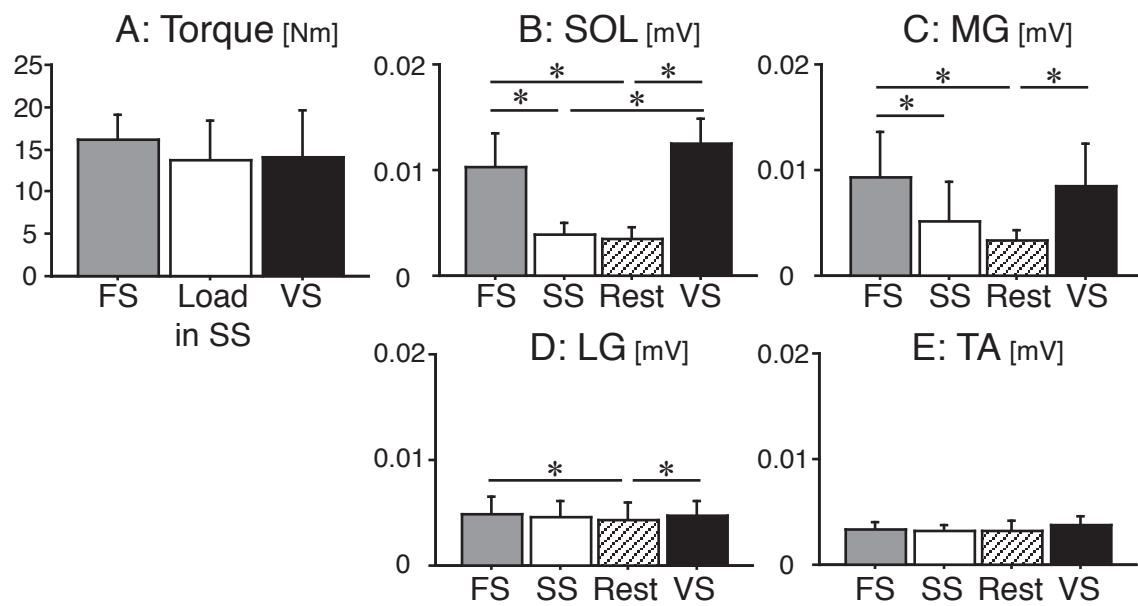 A: Torque [Nm]
25
20
15
10
5
0
FS Load VS
in SS
B: SOL [mV]
0.02
0.01
0
* *
* *
FS SS Rest VS
C: MG [mV]
0.02
0.01
0
* *
*
FS SS Rest VS
D: LG [mV]
0.02
0.01
0
* *
FS SS Rest VS
E: TA [mV]
0.02
0.01
0
FS SS Rest VS